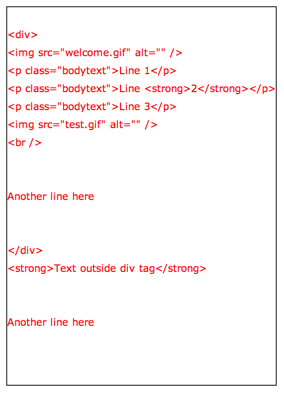 <div>
<img src="welcome.gif" alt="" />
<p class="bodytext">Line 1</p>
<p class="bodytext">Line <strong>2</strong></p>
<p class="bodytext">Line 3</p>
<img src="test.gif" alt="" />
<br />
Another line here
</div>
<strong>Text outside div tag</strong>
Another line here